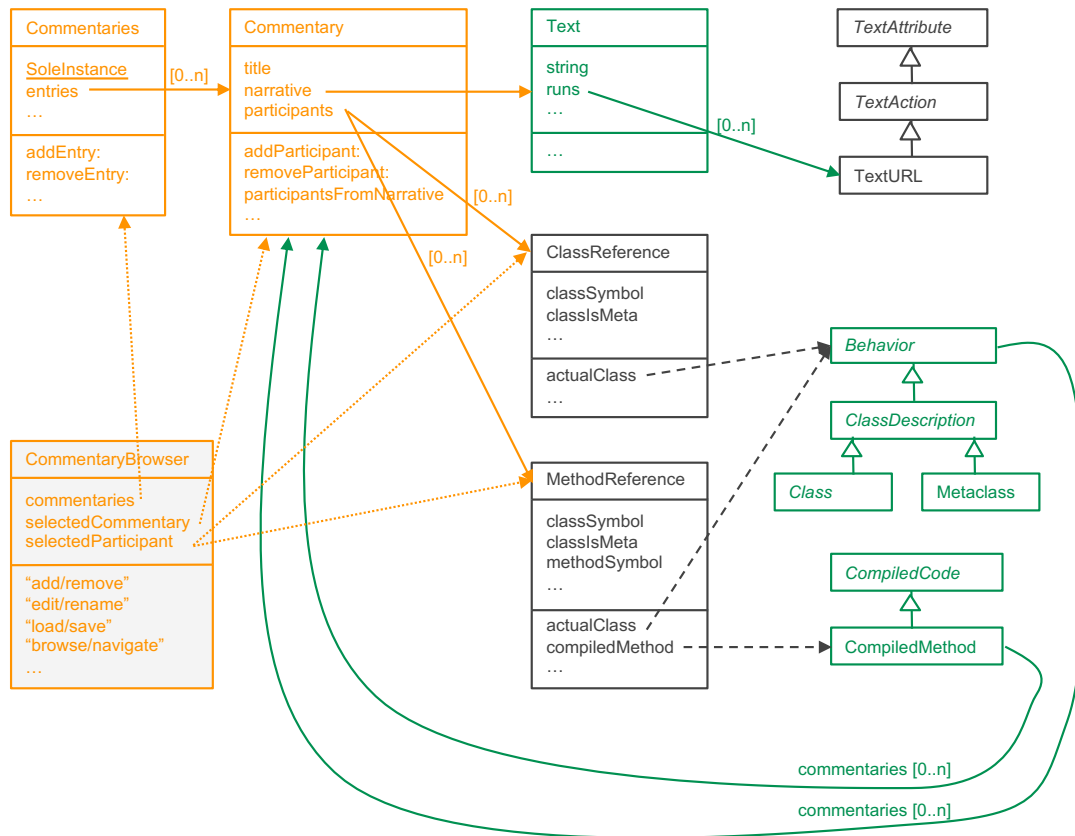 Commentaries
SoleInstance
entries
…
addEntry:
removeEntry:
…
[0..n]
Commentary
title
narrative
participants
addParticipant:
removeParticipant:
participantsFromNarrative
…
[0..n]
[0..n]
Text
string
runs
…
…
[0..n]
TextAttribute
TextAction
TextURL
ClassReference
classSymbol
classIsMeta
…
actualClass
…
Behavior
ClassDescription
Class
Metaclass
CommentaryBrowser
commentaries
selectedCommentary
selectedParticipant
“add/remove”
“edit/rename”
“load/save”
“browse/navigate”
…
MethodReference
classSymbol
classIsMeta
methodSymbol
…
actualClass
compiledMethod
…
CompiledCode
CompiledMethod
commentaries [0..n]
commentaries [0..n]